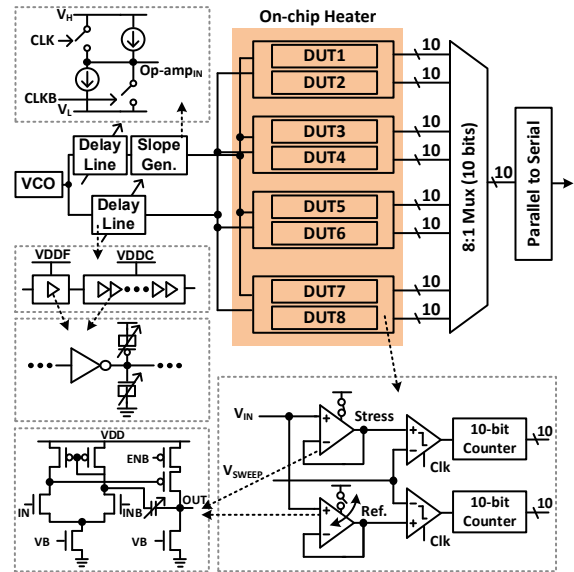 On-chip Heater
V_H
CLK
Op-amp_IN
CLKB
V_L
DUT1
DUT2
DUT3
DUT4
DUT5
DUT6
DUT7
DUT8
10
10
10
10
10
10
10
10
8:1 Mux (10 bits)
10
Parallel to Serial
VCO
Delay
Line
Slope
Gen.
Delay
Line
VDDF
VDDC
VDD
ENB
OUT
IN
INB
VB
VB
V_IN
Stress
V_SWEEP
Ref.
Clk
Clk
10-bit
Counter
10
10-bit
Counter
10